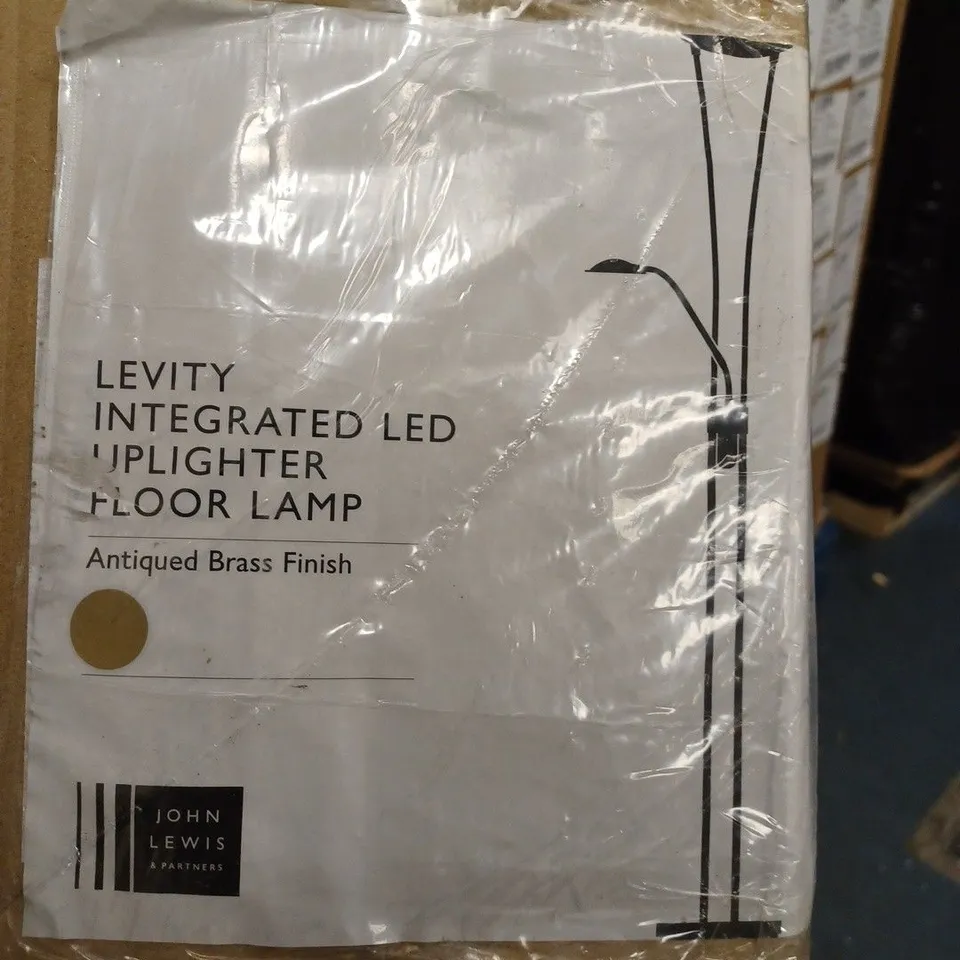 LEVITY
INTEGRATED LED
UPLIGHTER
FLOOR LAMP
Antiqued Brass Finish
JOHN
LEWIS
& PARTNERS